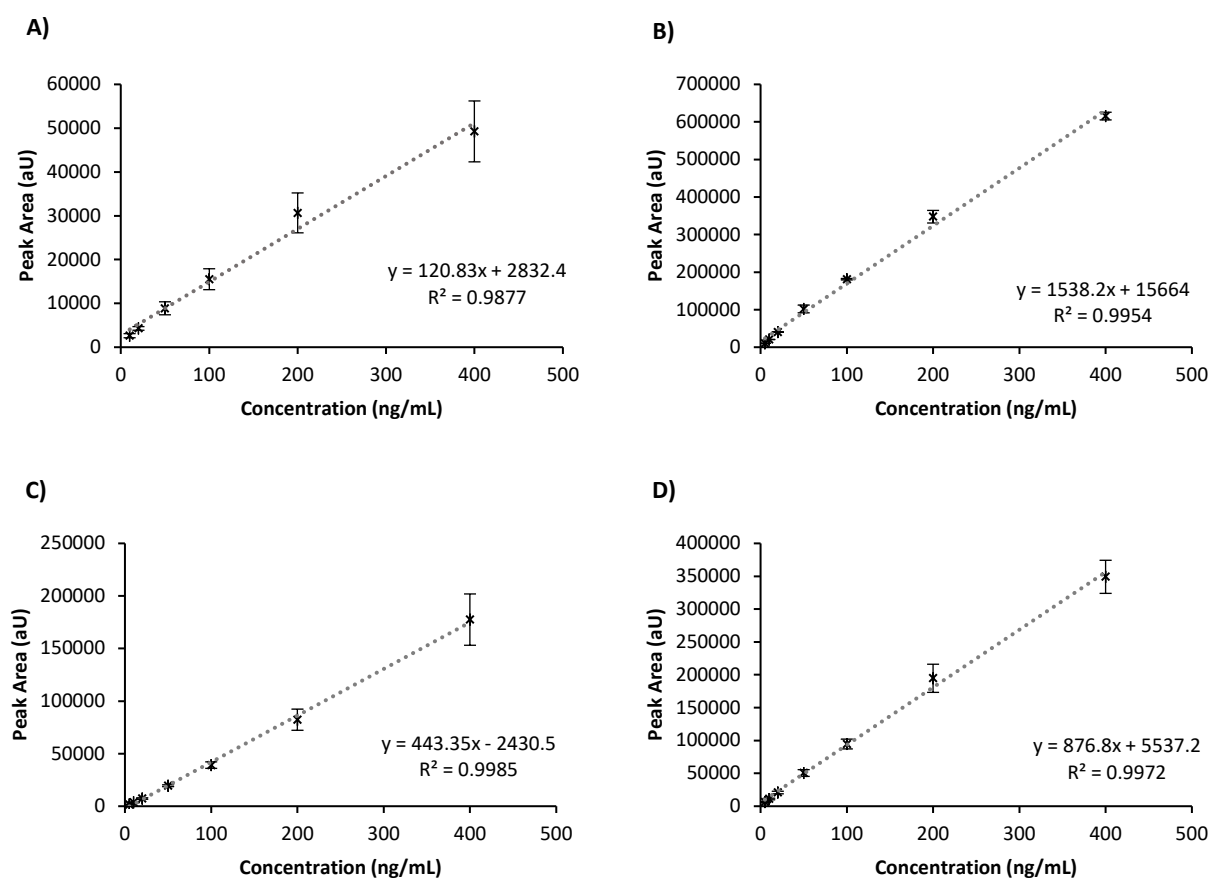 A)
60000
50000
40000
30000
20000
10000
0
0 100 200 300 400 500
Peak Area (aU)
Concentration (ng/mL)
y = 120.83x + 2832.4
R² = 0.9877
B)
700000
600000
500000
400000
300000
200000
100000
0
0 100 200 300 400 500
Peak Area (aU)
Concentration (ng/mL)
y = 1538.2x + 15664
R² = 0.9954
C)
250000
200000
150000
100000
50000
0
0 100 200 300 400 500
Peak Area (aU)
Concentration (ng/mL)
y = 443.35x - 2430.5
R² = 0.9985
D)
400000
350000
300000
250000
200000
150000
100000
50000
0
0 100 200 300 400 500
Peak Area (aU)
Concentration (ng/mL)
y = 876.8x + 5537.2
R² = 0.9972